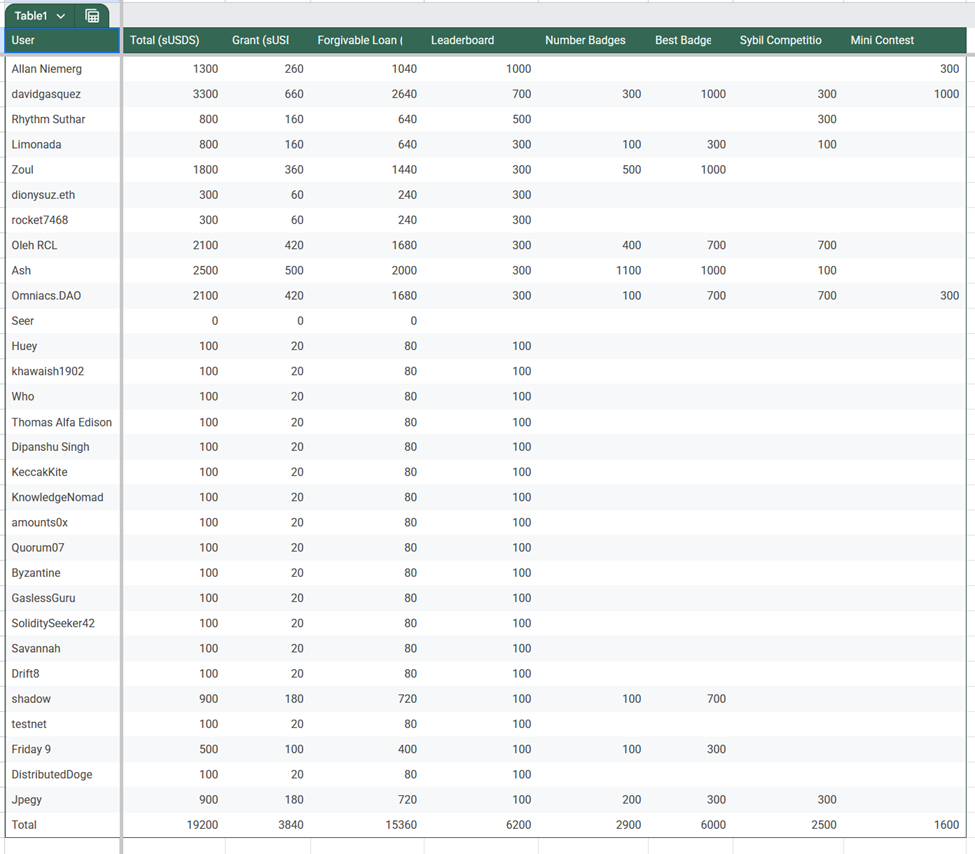 Table1
User Total (sUSDS) Grant (sUSI Forgivable Loan ( Leaderboard Number Badges Best Badge Sybil Competitio Mini Contest
Allan Niemerg 1300 260 1040 1000 300
davidgasquez 3300 660 2640 700 300 1000 300 1000
Rhythm Suthar 800 160 640 500 300
Limonada 800 160 640 300 100 300 100
Zoul 1800 360 1440 300 500 1000
dionysuz.eth 300 60 240 300
rocket7468 300 60 240 300
Oleh RCL 2100 420 1680 300 400 700 700
Ash 2500 500 2000 300 1100 1000 100
Omniacs.DAO 2100 420 1680 300 100 700 700 300
Seer 0 0 0
Huey 100 20 80 100
khawaish1902 100 20 80 100
Who 100 20 80 100
Thomas Alfa Edison 100 20 80 100
Dipanshu Singh 100 20 80 100
KeccakKite 100 20 80 100
KnowledgeNomad 100 20 80 100
amounts0x 100 20 80 100
Quorum07 100 20 80 100
Byzantine 100 20 80 100
GaslessGuru 100 20 80 100
SoliditySeeker42 100 20 80 100
Savannah 100 20 80 100
Drift8 100 20 80 100
shadow 900 180 720 100 100 700
testnet 100 20 80 100
Friday 9 500 100 400 100 100 300
DistributedDoge 100 20 80 100
Jpegy 900 180 720 100 200 300 300
Total 19200 3840 15360 6200 2900 6000 2500 1600